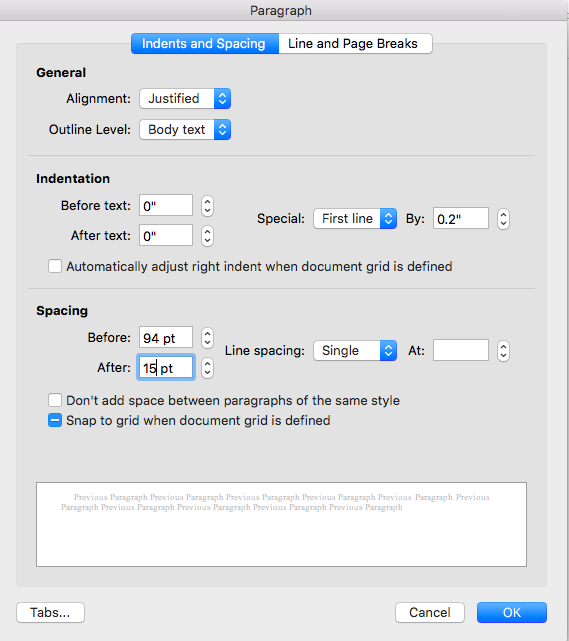 Paragraph
Indents and Spacing Line and Page Breaks
General
Alignment: Justified
Outline Level: Body text
Indentation
Before text: 0"
Special: First line By: 0.2"
After text: 0"
Automatically adjust right indent when document grid is defined
Spacing
Before: 94 pt
Line spacing: Single At:
After: 15 pt
Don't add space between paragraphs of the same style
Snap to grid when document grid is defined
Previous Paragraph Previous Paragraph Previous Paragraph Previous Paragraph Previous Paragraph Previous
Paragraph Previous Paragraph Previous Paragraph Previous Paragraph Previous Paragraph
Tabs... Cancel OK